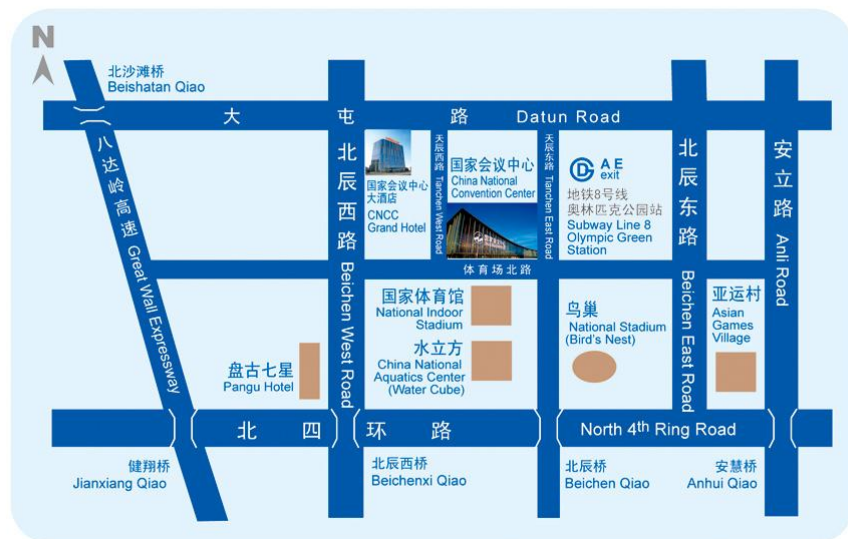 N
北沙滩桥
Beishatan Qiao
大屯路 Datun Road
八达岭高速 Great Wall Expressway
北辰西路 Beichen West Road
国家会议中心
大酒店
CNCC
Grand Hotel
天辰西路 Tianchen West Road
国家会议中心
China National
Convention Center
天辰东路 Tianchen East Road
A E
exit
地铁8号线
奥林匹克公园站
Subway Line 8
Olympic Green
Station
北辰东路 Beichen East Road
安立路 Anli Road
体育场北路
国家体育馆
National Indoor
Stadium
水立方
China National
Aquatics Center
(Water Cube)
鸟巢
National Stadium
(Bird's Nest)
亚运村
Asian
Games
Village
盘古七星
Pangu Hotel
北四环路 North 4th Ring Road
健翔桥
Jianxiang Qiao
北辰西桥
Beichenxi Qiao
北辰桥
Beichen Qiao
安慧桥
Anhui Qiao